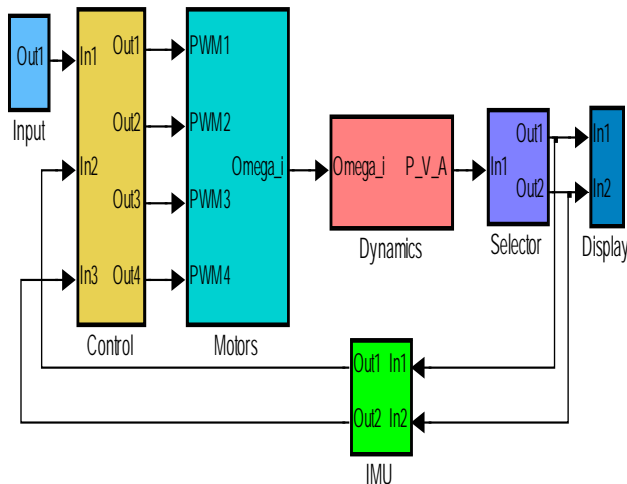 Out1
Input
In1
In2
In3
Out1
Out2
Out3
Out4
Control
PWM1
PWM2
PWM3
PWM4
Omega_i
Motors
Omega_i
P_V_A
Dynamics
In1
Out1
Out2
Selector
In1
In2
Display
Out1
In1
Out2
In2
IMU